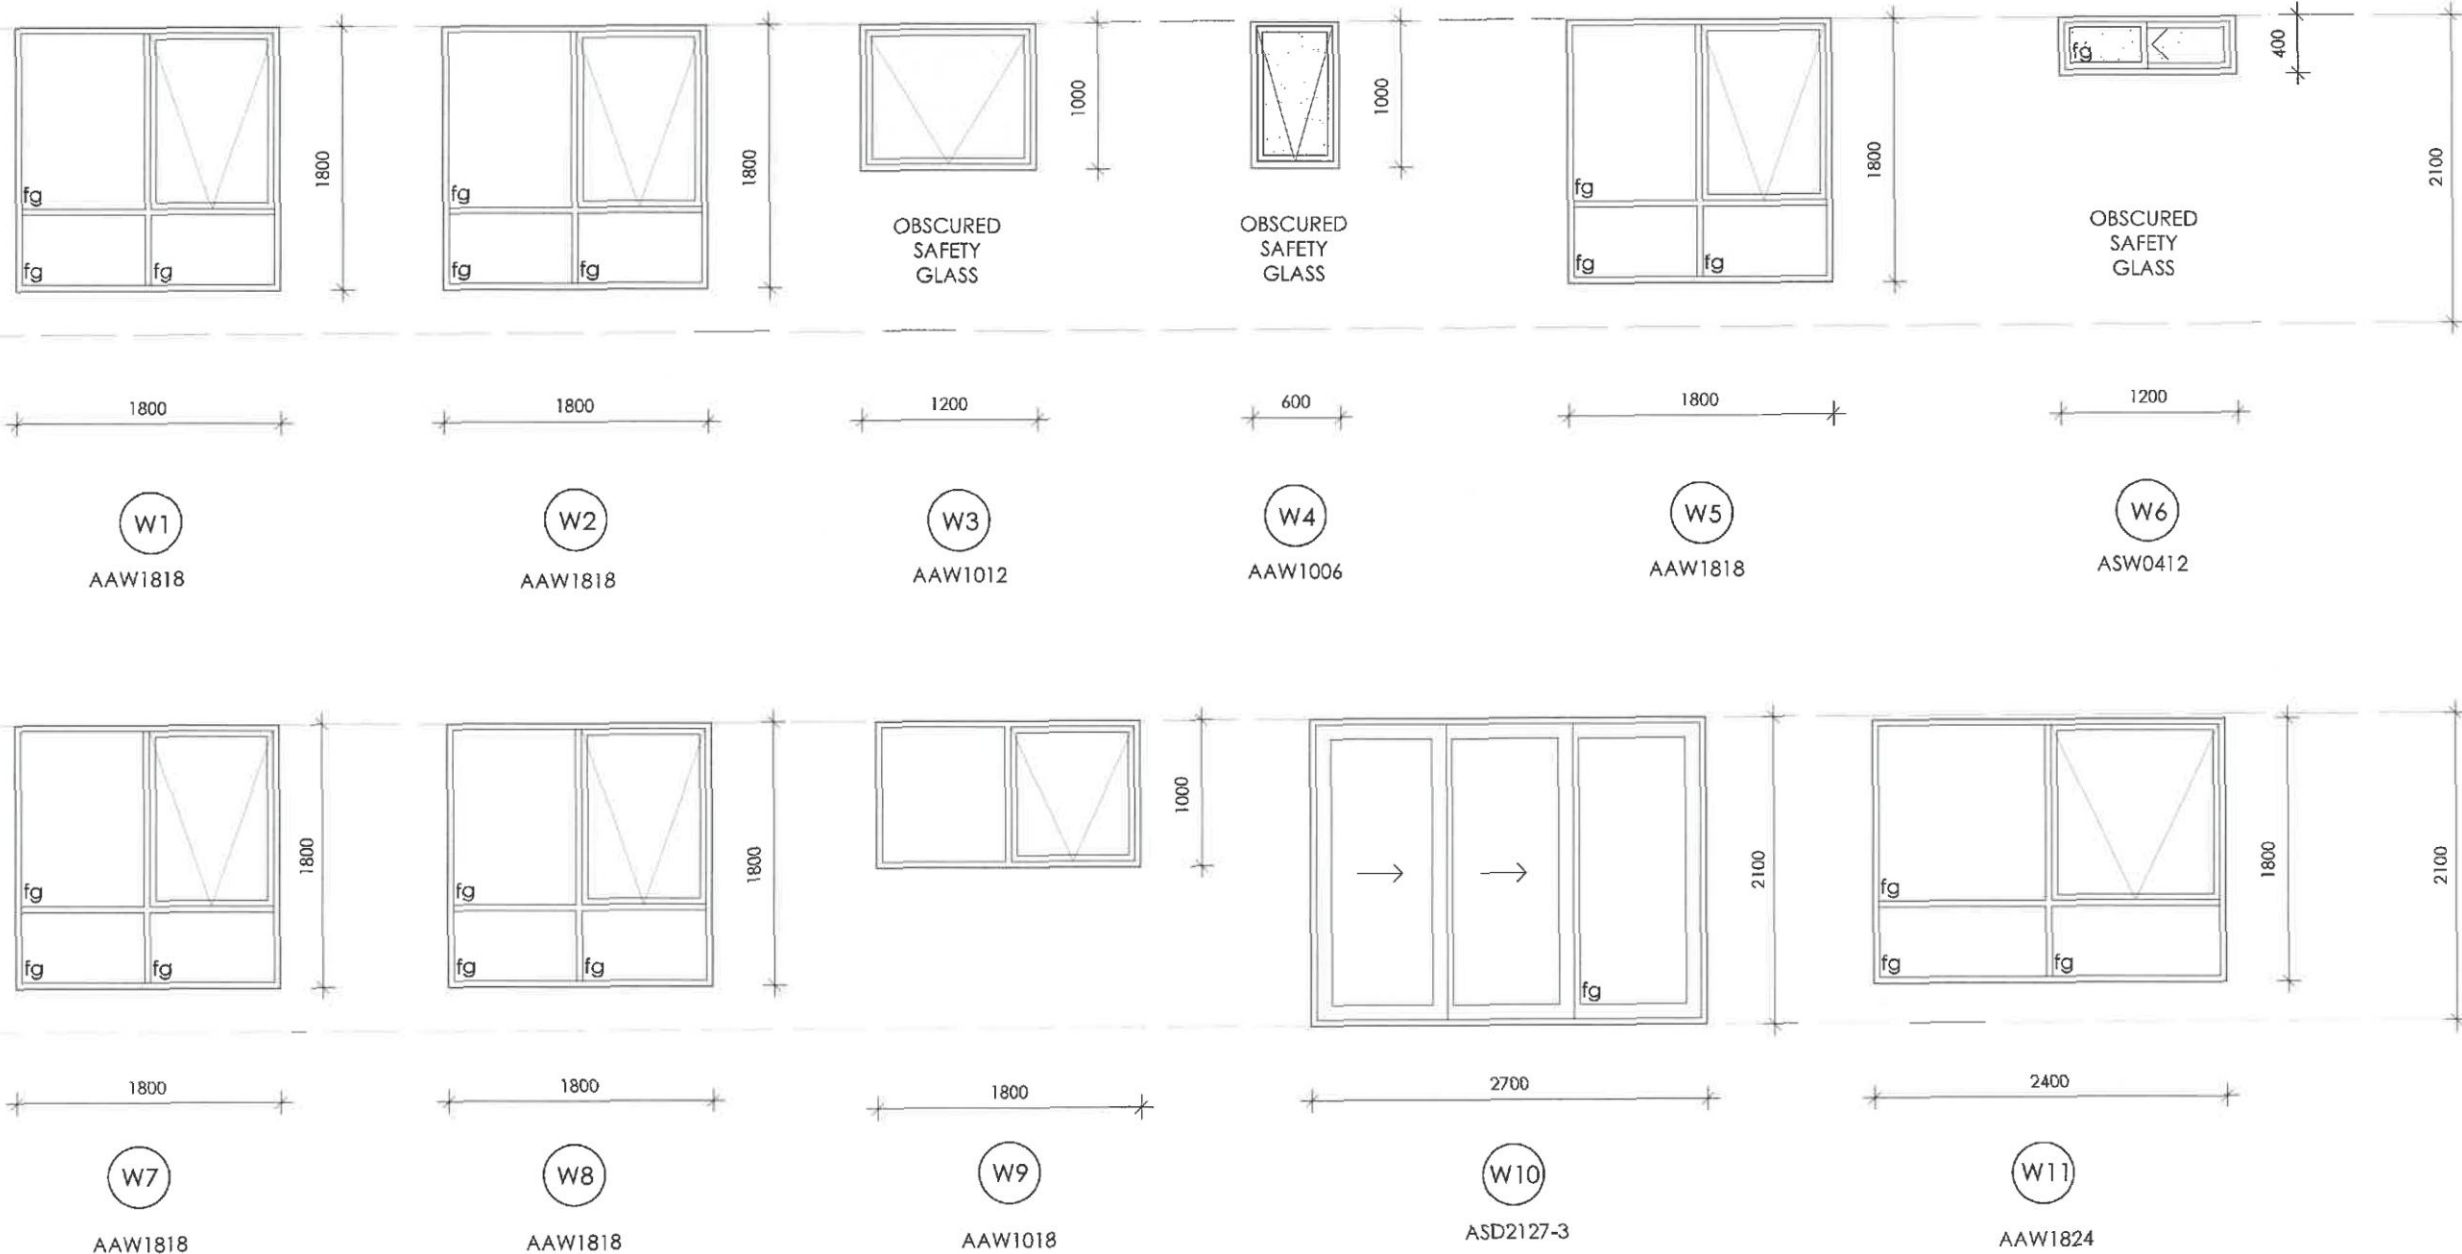 fg
fg
fg
1800
fg
fg
fg
1800
1000
OBSCURED
SAFETY
GLASS
1000
OBSCURED
SAFETY
GLASS
fg
fg
fg
1800
fg
400
OBSCURED
SAFETY
GLASS
2100
1800
1800
1200
600
1800
1200
W1
W2
W3
W4
W5
W6
AAW1818
AAW1818
AAW1012
AAW1006
AAW1818
ASW0412
fg
fg
fg
1800
fg
fg
fg
1800
1000
fg
2100
fg
fg
fg
1800
2100
1800
1800
1800
2700
2400
W7
W8
W9
W10
W11
AAW1818
AAW1818
AAW1018
ASD2127-3
AAW1824